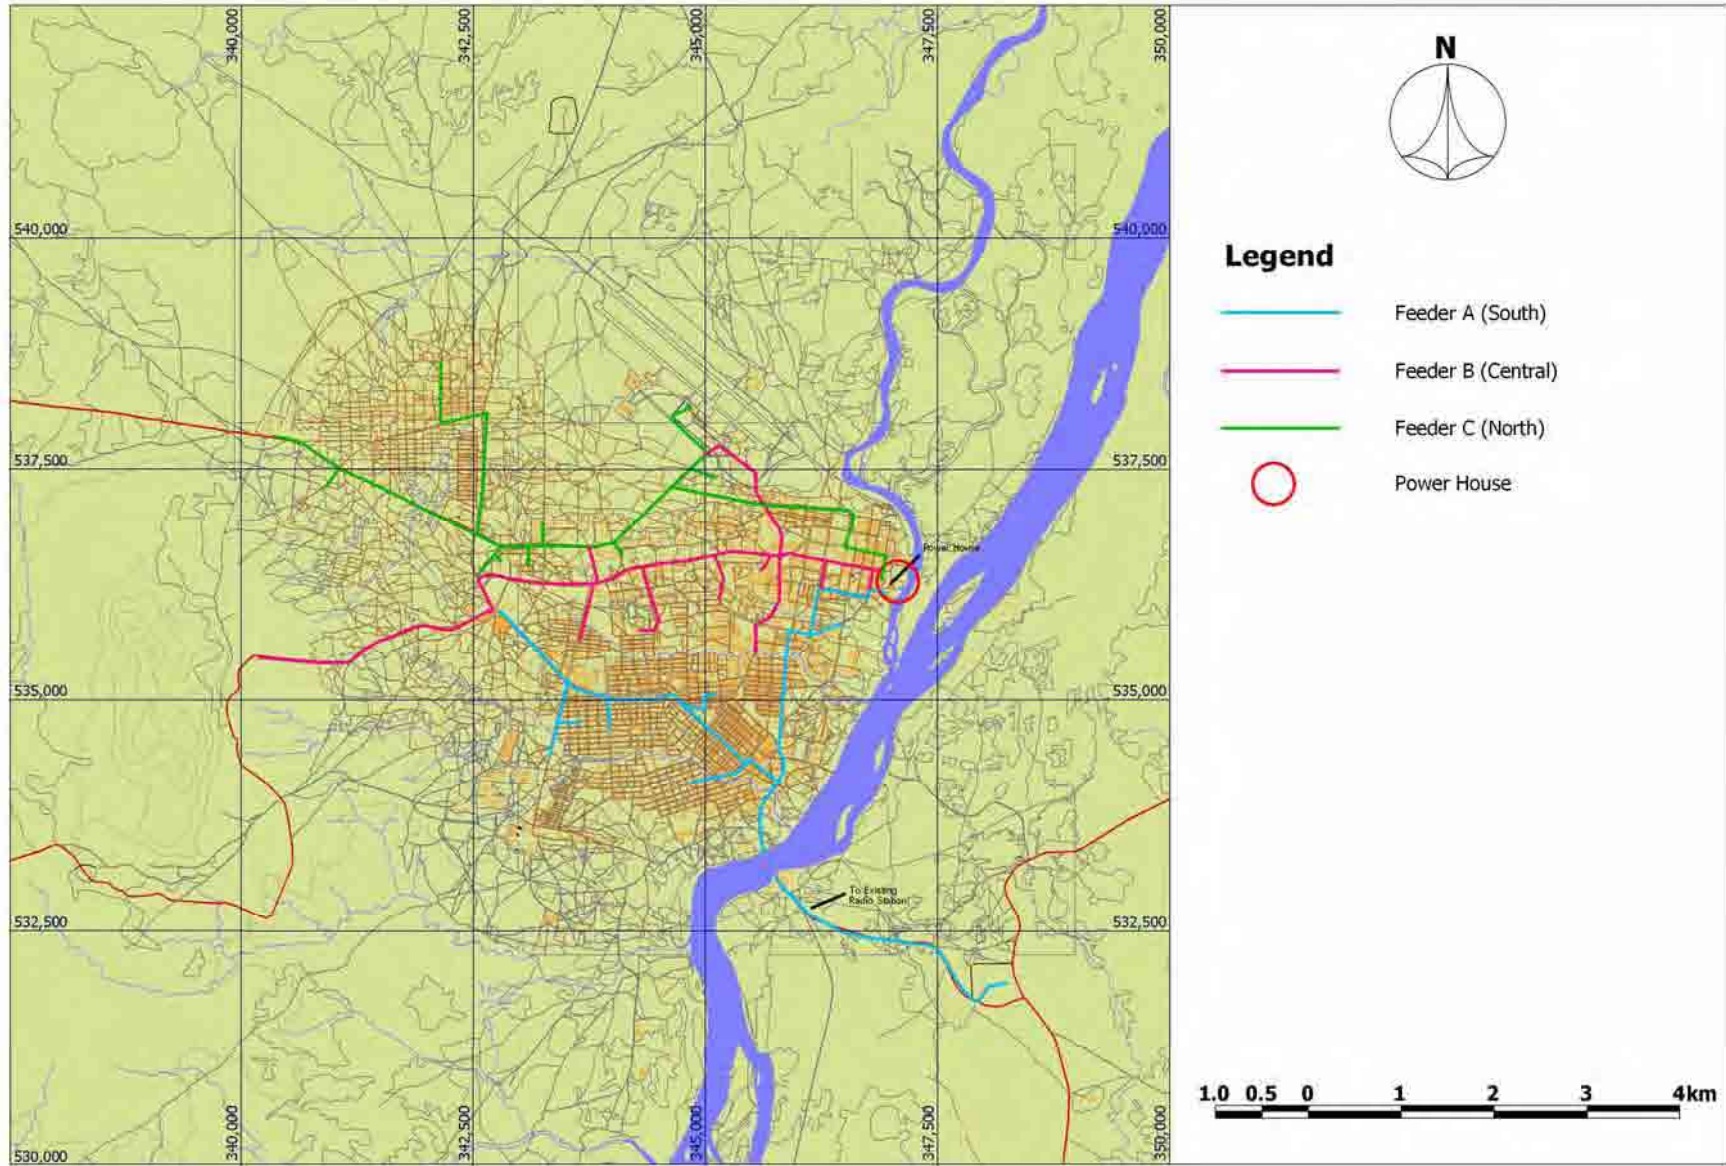 340,000
342,500
345,000
347,500
350,000
N
540,000
540,000
Legend
Feeder A (South)
Feeder B (Central)
Feeder C (North)
Power House
537,500
537,500
Power House
535,000
535,000
To Existing
Radio Station
532,500
532,500
1.0 0.5 0 1 2 3 4km
340,000
342,500
345,000
347,500
350,000
530,000